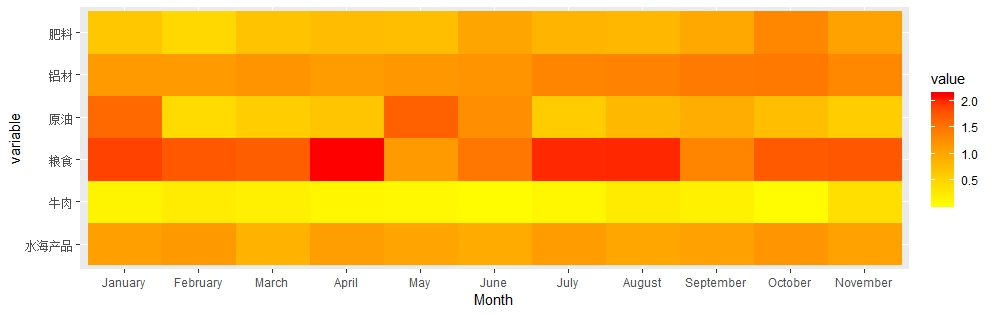 肥料
铝材
原油
粮食
牛肉
水海产品
variable
January February March April May June July August September October November
Month
value
2.0
1.5
1.0
0.5